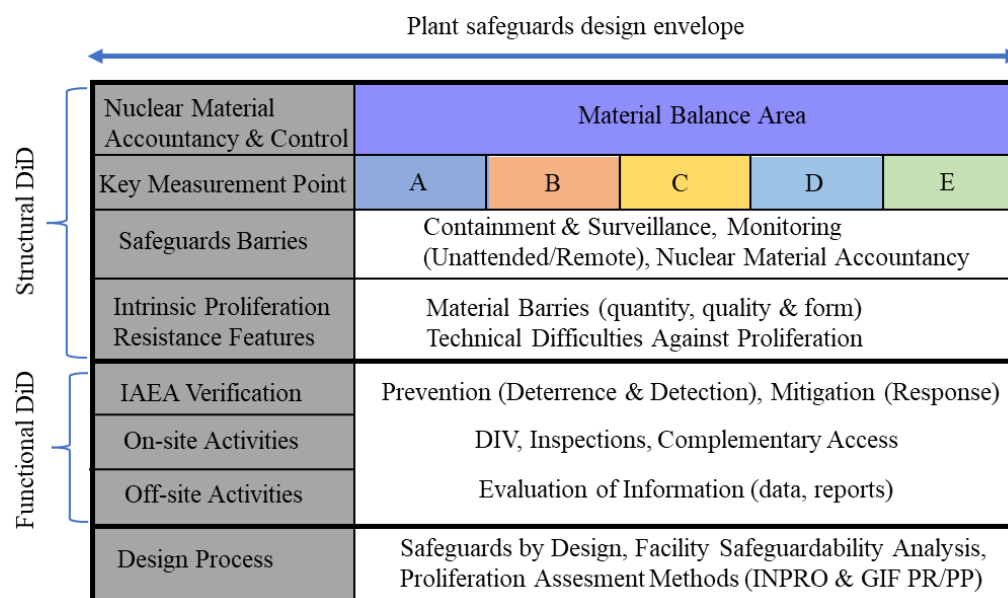 Plant safeguards design envelope
Structural DiD
Nuclear Material
Accountancy & Control
Material Balance Area
Key Measurement Point
A
B
C
D
E
Safeguards Barries
Containment & Surveillance, Monitoring
(Unattended/Remote), Nuclear Material Accountancy
Intrinsic Proliferation
Resistance Features
Material Barries (quantity, quality & form)
Technical Difficulties Against Proliferation
Functional DiD
IAEA Verification
Prevention (Deterrence & Detection), Mitigation (Response)
On-site Activities
DIV, Inspections, Complementary Access
Off-site Activities
Evaluation of Information (data, reports)
Design Process
Safeguards by Design, Facility Safeguardability Analysis,
Proliferation Assesment Methods (INPRO & GIF PR/PP)